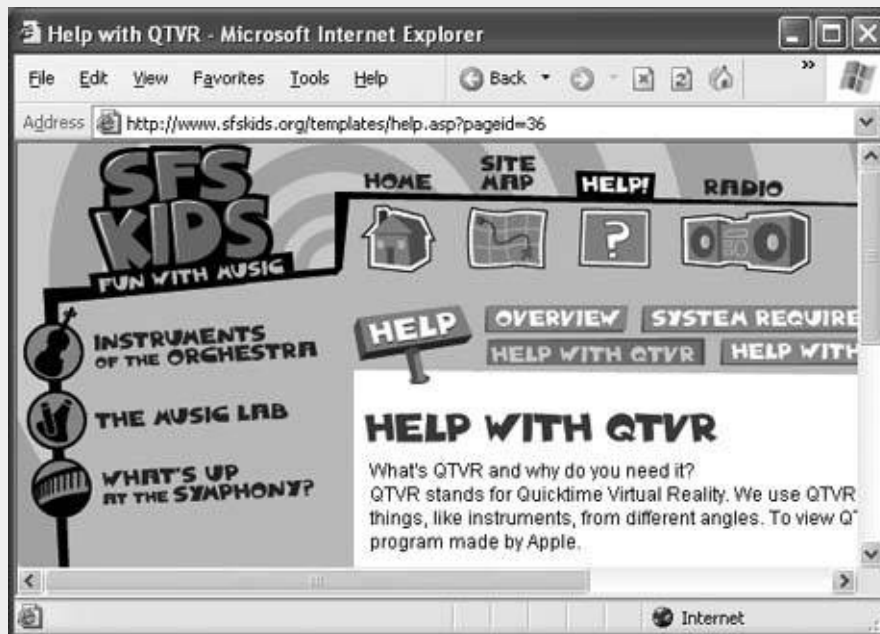 Help with QTVR - Microsoft Internet Explorer
File Edit View Favorites Tools Help Back »
Address http://www.sfskids.org/templates/help.asp?pageid=36
SFS
KIDS
FUN WITH MUSIC
HOME SITE MAP HELP! RADIO
?
HELP OVERVIEW SYSTEM REQUIRE
HELP WITH QTVR HELP WITH
INSTRUMENTS
OF THE ORCHESTRA
THE MUSIC LAB
WHAT'S UP
AT THE SYMPHONY?
HELP WITH QTVR
What's QTVR and why do you need it?
QTVR stands for Quicktime Virtual Reality. We use QTVR
things, like instruments, from different angles. To view QT
program made by Apple.
Internet